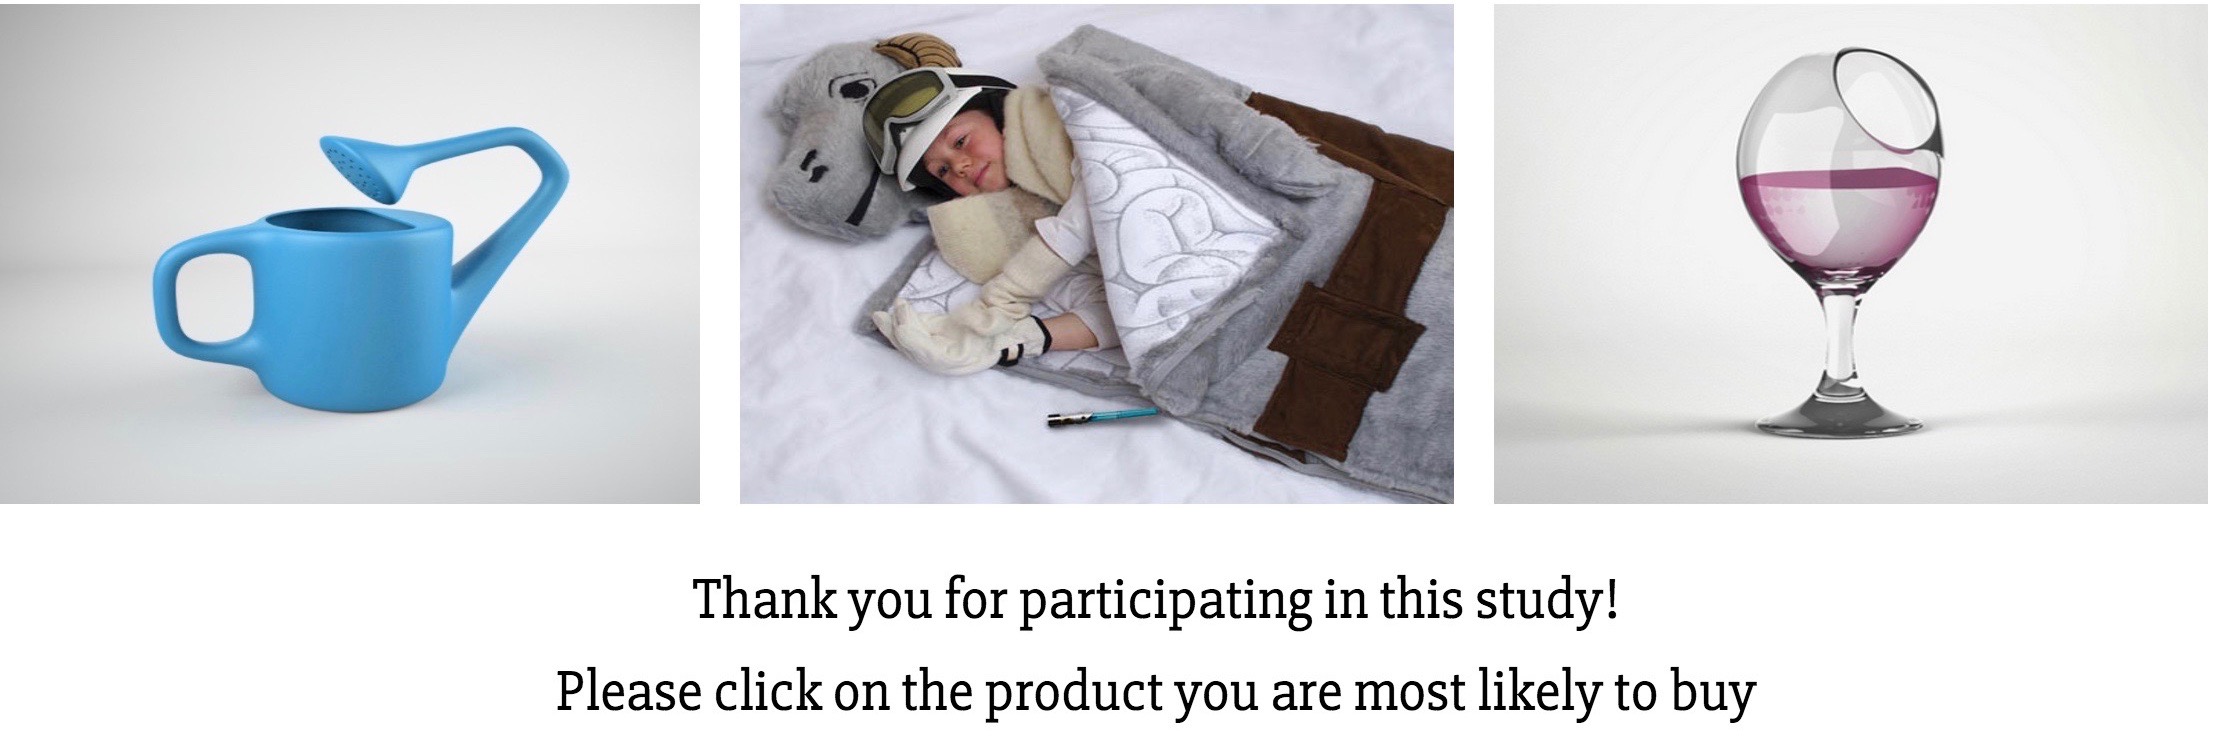 Thank you for participating in this study!
Please click on the product you are most likely to buy